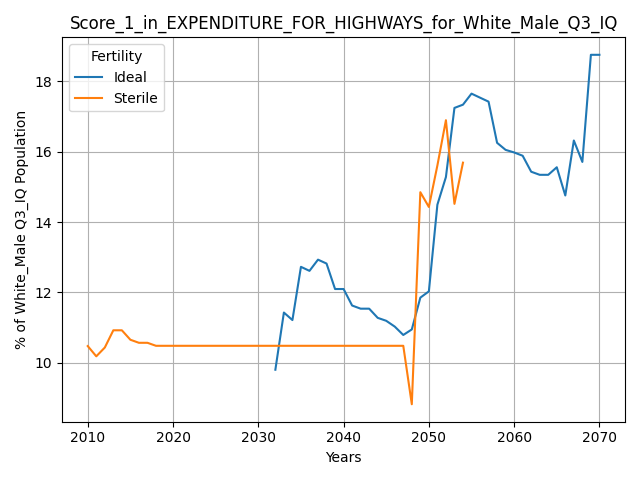 Score_1_in_EXPENDITURE_FOR_HIGHWAYS_for_White_Male_Q3_IQ
Fertility
Ideal
Sterile
% of White_Male Q3_IQ Population
18
16
14
12
10
2010 2020 2030 2040 2050 2060 2070
Years